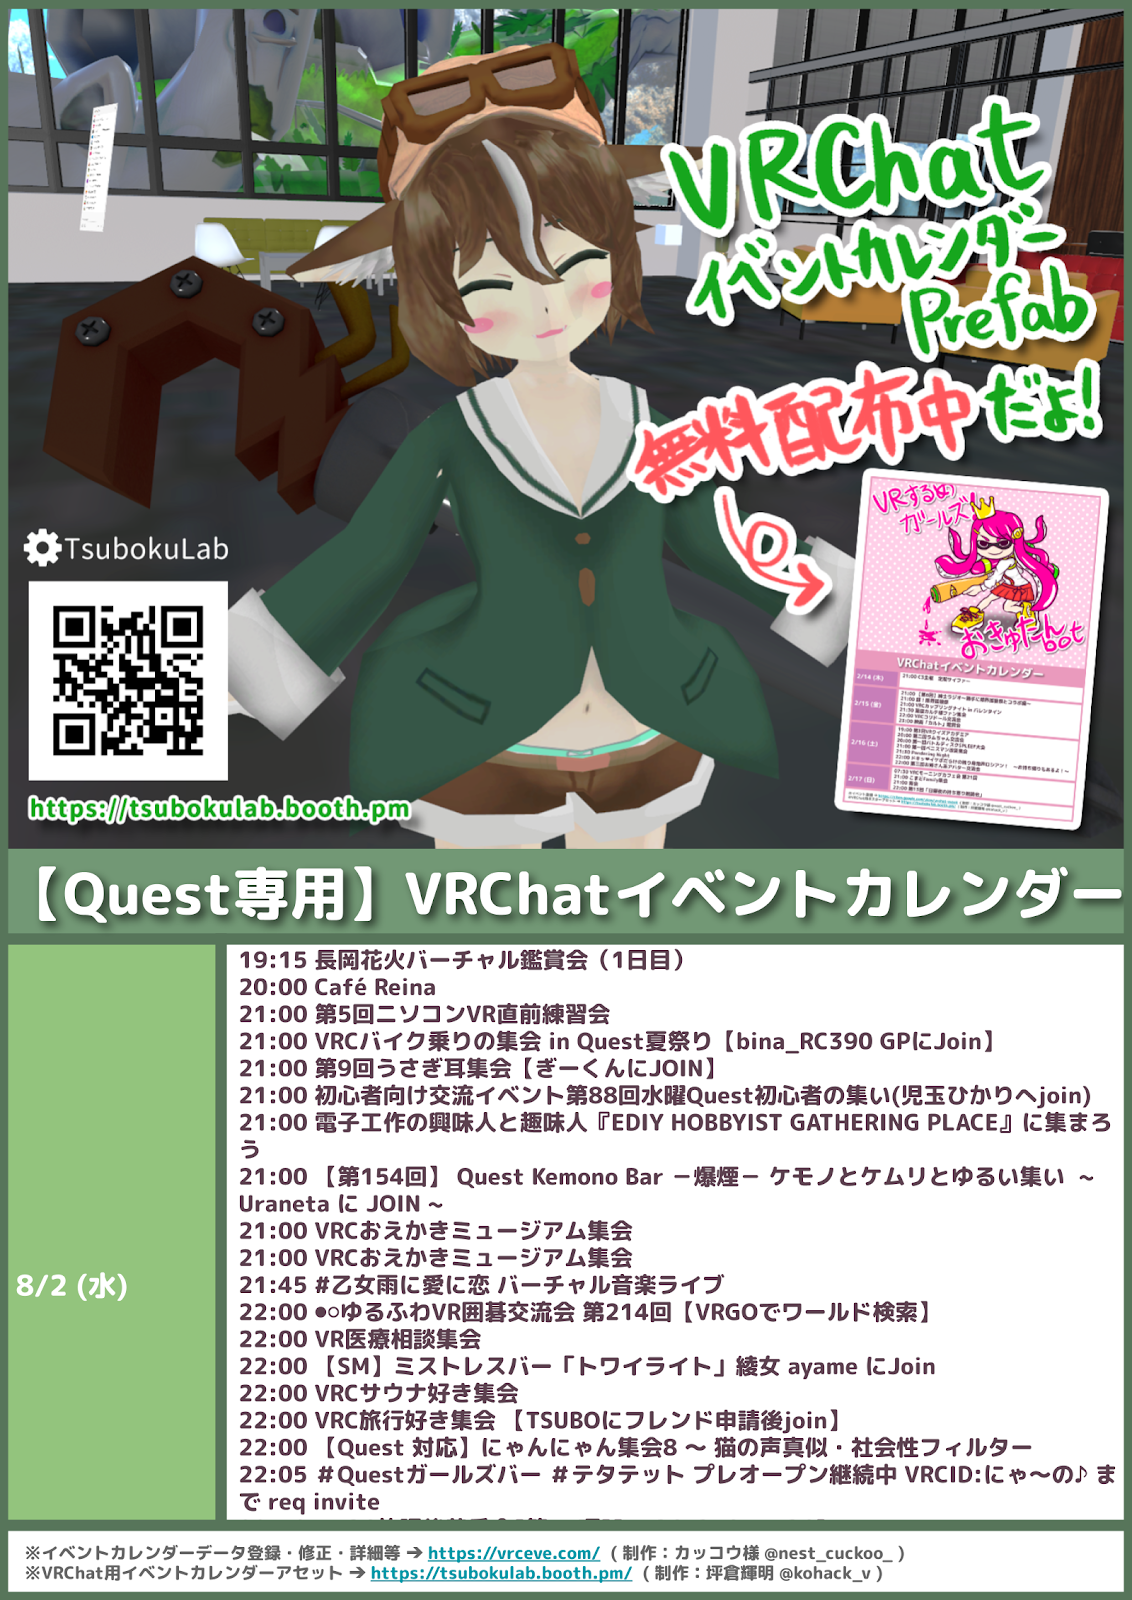 VRChat
イベントカレンダー
Prefab
無料配布中だよ!
TsubokuLab
https://tsubokulab.booth.pm
VRするめ
ガールズ
おきゅたん
bot
VRChatイベントカレンダー
2/14 (木)
2/15 (金)
2/16 (土)
2/17 (日)
【Quest専用】VRChatイベントカレンダー
8/2 (水)
19:15 長岡花火バーチャル鑑賞会（1日目）
20:00 Café Reina
21:00 第5回ニソコンVR直前練習会
21:00 VRCバイク乗りの集会 in Quest夏祭り【bina_RC390 GPにJoin】
21:00 第9回うさぎ耳集会【ぎーくんにJOIN】
21:00 初心者向け交流イベント第88回水曜Quest初心者の集い(児玉ひかりへjoin)
21:00 電子工作の興味人と趣味人『EDIY HOBBYIST GATHERING PLACE』に集まろ
う
21:00 【第154回】 Quest Kemono Bar －爆煙－ ケモノとケムリとゆるい集い ～
Uraneta に JOIN ~
21:00 VRCおえかきミュージアム集会
21:00 VRCおえかきミュージアム集会
21:45 #乙女雨に愛に恋 バーチャル音楽ライブ
22:00 ●○ゆるふわVR囲碁交流会 第214回【VRGOでワールド検索】
22:00 VR医療相談集会
22:00 【SM】ミストレスバー「トワイライト」綾女 ayame にJoin
22:00 VRCサウナ好き集会
22:00 VRC旅行好き集会 【TSUBOにフレンド申請後join】
22:00 【Quest 対応】にゃんにゃん集会8 ～ 猫の声真似・社会性フィルター
22:05 ＃Questガールズバー ＃テタテット プレオープン継続中 VRCID:にゃ～の♪ ま
で req invite
※イベントカレンダーデータ登録・修正・詳細等 ➔ https://vrceve.com/ ( 制作：カッコウ様 @nest_cuckoo_ )
※VRChat用イベントカレンダーアセット ➔ https://tsubokulab.booth.pm/ ( 制作：坪倉輝明 @kohack_v )